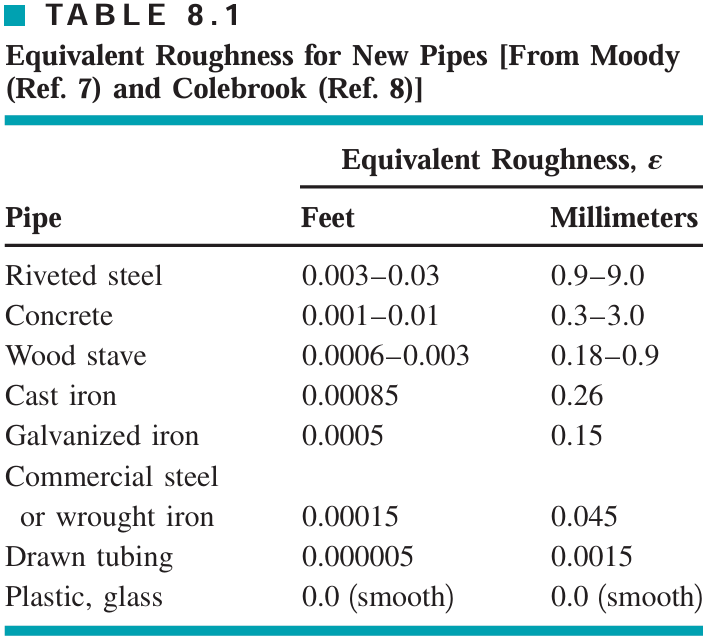 TABLE 8.1
Equivalent Roughness for New Pipes [From Moody
(Ref. 7) and Colebrook (Ref. 8)]
Equivalent Roughness, ε
Pipe Feet Millimeters
Riveted steel 0.003–0.03 0.9–9.0
Concrete 0.001–0.01 0.3–3.0
Wood stave 0.0006–0.003 0.18–0.9
Cast iron 0.00085 0.26
Galvanized iron 0.0005 0.15
Commercial steel
or wrought iron 0.00015 0.045
Drawn tubing 0.000005 0.0015
Plastic, glass 0.0 (smooth) 0.0 (smooth)